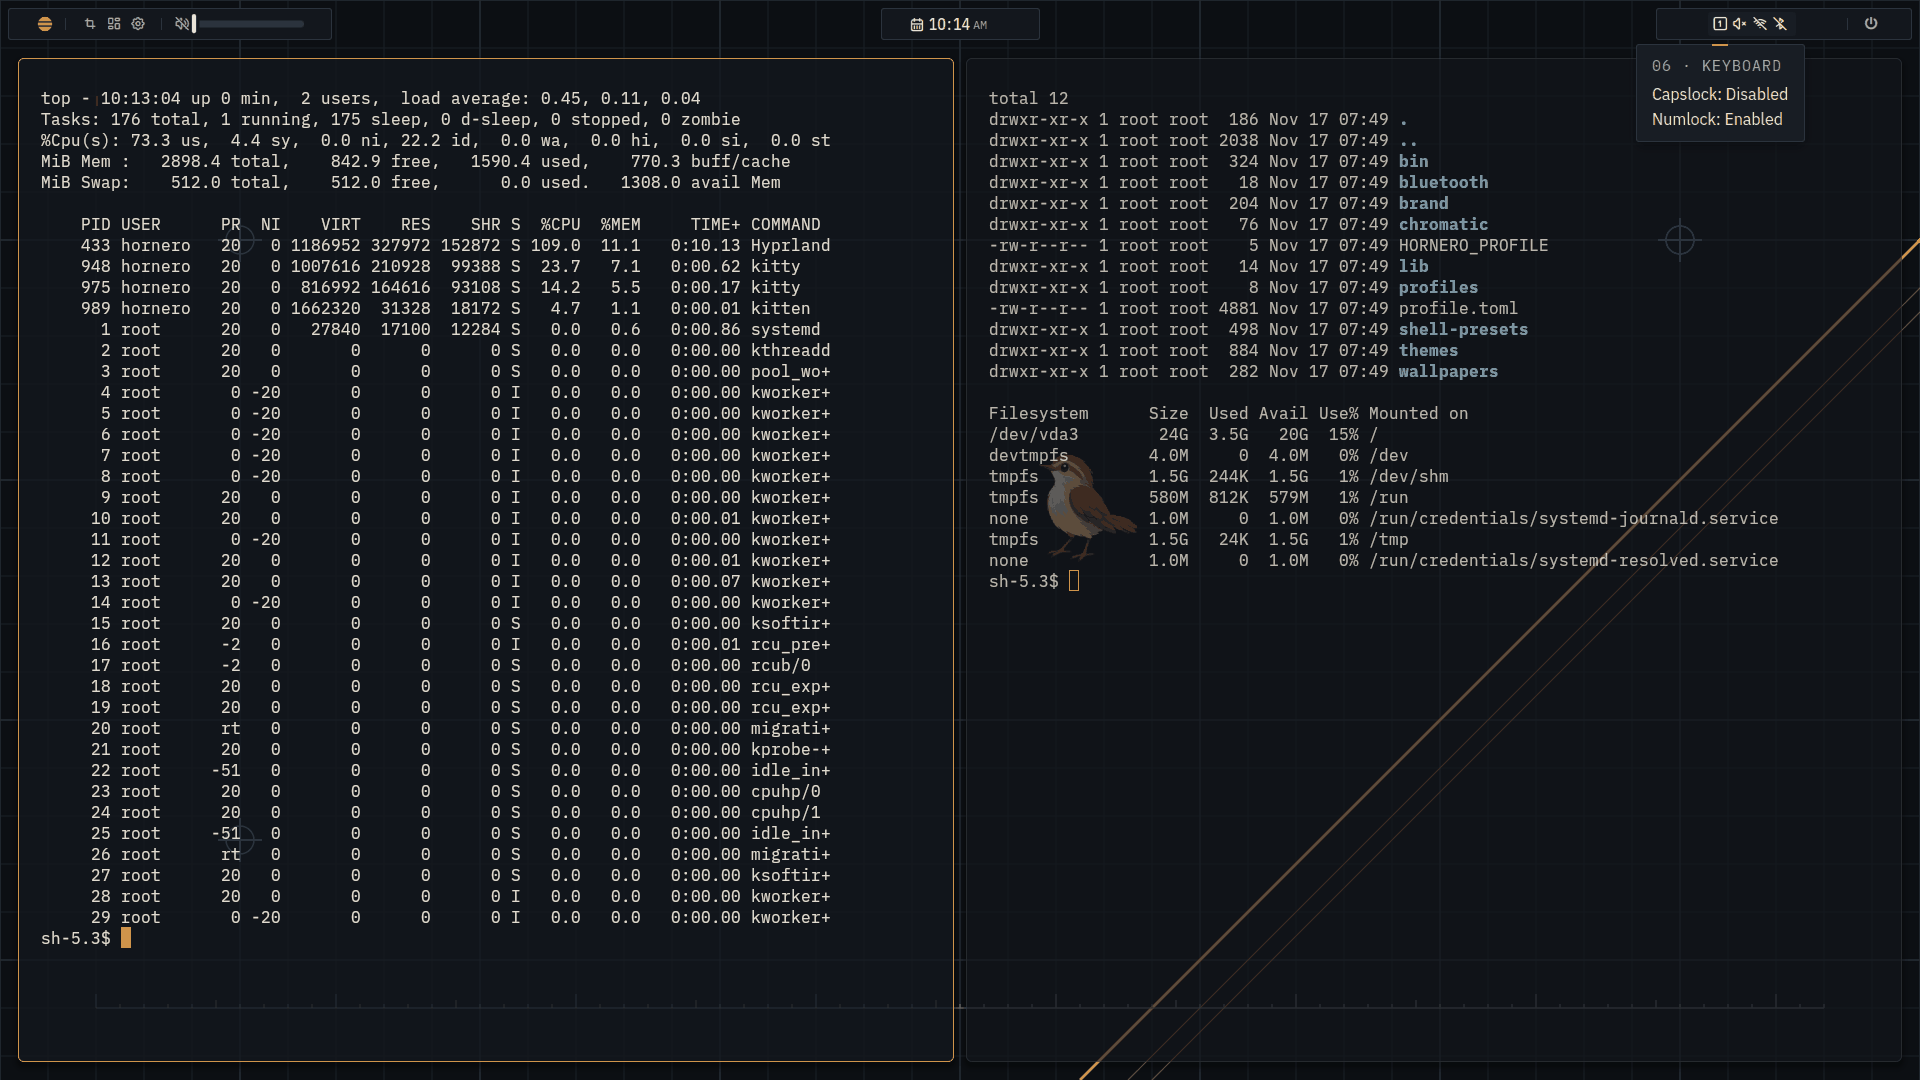 10:14 AM
1
06 · KEYBOARD
Capslock: Disabled
Numlock: Enabled
top - 10:13:04 up 0 min,  2 users,  load average: 0.45, 0.11, 0.04
Tasks: 176 total, 1 running, 175 sleep, 0 d-sleep, 0 stopped, 0 zombie
%Cpu(s): 73.3 us,  4.4 sy,  0.0 ni, 22.2 id,  0.0 wa,  0.0 hi,  0.0 si,  0.0 st
MiB Mem :   2898.4 total,    842.9 free,   1590.4 used,    770.3 buff/cache
MiB Swap:    512.0 total,    512.0 free,      0.0 used.   1308.0 avail Mem
PID USER      PR  NI    VIRT    RES    SHR S  %CPU  %MEM     TIME+ COMMAND
433 hornero   20   0 1186952 327972 152872 S 109.0  11.1   0:10.13 Hyprland
948 hornero   20   0 1007616 210928  99388 S  23.7   7.1   0:00.62 kitty
975 hornero   20   0  816992 164616  93108 S  14.2   5.5   0:00.17 kitty
989 hornero   20   0 1662320  31328  18172 S   4.7   1.1   0:00.01 kitten
1 root      20   0   27840  17100  12284 S   0.0   0.6   0:00.86 systemd
2 root      20   0       0      0      0 S   0.0   0.0   0:00.00 kthreadd
3 root      20   0       0      0      0 S   0.0   0.0   0:00.00 pool_wo+
4 root       0 -20       0      0      0 I   0.0   0.0   0:00.00 kworker+
5 root       0 -20       0      0      0 I   0.0   0.0   0:00.00 kworker+
6 root       0 -20       0      0      0 I   0.0   0.0   0:00.00 kworker+
7 root       0 -20       0      0      0 I   0.0   0.0   0:00.00 kworker+
8 root       0 -20       0      0      0 I   0.0   0.0   0:00.00 kworker+
9 root      20   0       0      0      0 I   0.0   0.0   0:00.00 kworker+
10 root      20   0       0      0      0 I   0.0   0.0   0:00.01 kworker+
11 root       0 -20       0      0      0 I   0.0   0.0   0:00.00 kworker+
12 root      20   0       0      0      0 I   0.0   0.0   0:00.01 kworker+
13 root      20   0       0      0      0 I   0.0   0.0   0:00.07 kworker+
14 root       0 -20       0      0      0 I   0.0   0.0   0:00.00 kworker+
15 root      20   0       0      0      0 S   0.0   0.0   0:00.00 ksoftir+
16 root      -2   0       0      0      0 I   0.0   0.0   0:00.01 rcu_pre+
17 root      -2   0       0      0      0 S   0.0   0.0   0:00.00 rcub/0
18 root      20   0       0      0      0 S   0.0   0.0   0:00.00 rcu_exp+
19 root      20   0       0      0      0 S   0.0   0.0   0:00.00 rcu_exp+
20 root      rt   0       0      0      0 S   0.0   0.0   0:00.00 migrati+
21 root      20   0       0      0      0 S   0.0   0.0   0:00.00 kprobe-+
22 root     -51   0       0      0      0 S   0.0   0.0   0:00.00 idle_in+
23 root      20   0       0      0      0 S   0.0   0.0   0:00.00 cpuhp/0
24 root      20   0       0      0      0 S   0.0   0.0   0:00.00 cpuhp/1
25 root     -51   0       0      0      0 S   0.0   0.0   0:00.00 idle_in+
26 root      rt   0       0      0      0 S   0.0   0.0   0:00.00 migrati+
27 root      20   0       0      0      0 S   0.0   0.0   0:00.00 ksoftir+
28 root      20   0       0      0      0 I   0.0   0.0   0:00.00 kworker+
29 root       0 -20       0      0      0 I   0.0   0.0   0:00.00 kworker+
sh-5.3$
total 12
drwxr-xr-x 1 root root  186 Nov 17 07:49 .
drwxr-xr-x 1 root root 2038 Nov 17 07:49 ..
drwxr-xr-x 1 root root  324 Nov 17 07:49 bin
drwxr-xr-x 1 root root   18 Nov 17 07:49 bluetooth
drwxr-xr-x 1 root root  204 Nov 17 07:49 brand
drwxr-xr-x 1 root root   76 Nov 17 07:49 chromatic
-rw-r--r-- 1 root root    5 Nov 17 07:49 HORNERO_PROFILE
drwxr-xr-x 1 root root   14 Nov 17 07:49 lib
drwxr-xr-x 1 root root    8 Nov 17 07:49 profiles
-rw-r--r-- 1 root root 4881 Nov 17 07:49 profile.toml
drwxr-xr-x 1 root root  498 Nov 17 07:49 shell-presets
drwxr-xr-x 1 root root  884 Nov 17 07:49 themes
drwxr-xr-x 1 root root  282 Nov 17 07:49 wallpapers
Filesystem      Size  Used Avail Use% Mounted on
/dev/vda3        24G  3.5G   20G  15% /
devtmpfs        4.0M     0  4.0M   0% /dev
tmpfs           1.5G  244K  1.5G   1% /dev/shm
tmpfs           580M  812K  579M   1% /run
none            1.0M     0  1.0M   0% /run/credentials/systemd-journald.service
tmpfs           1.5G   24K  1.5G   1% /tmp
none            1.0M     0  1.0M   0% /run/credentials/systemd-resolved.service
sh-5.3$